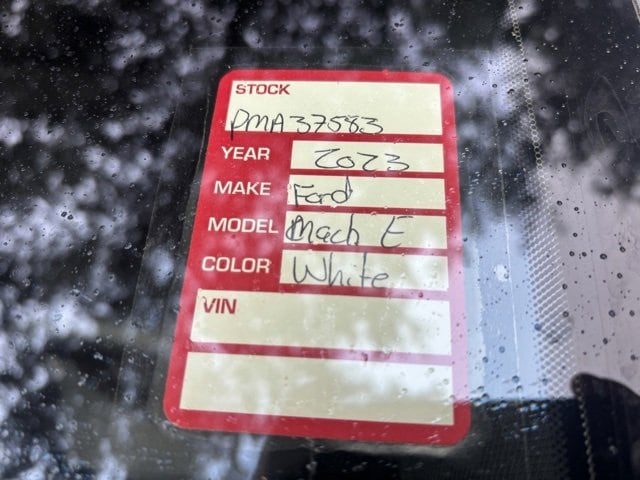 STOCK
PMA37583
YEAR 2023
MAKE Ford
MODEL Mach E
COLOR White
VIN